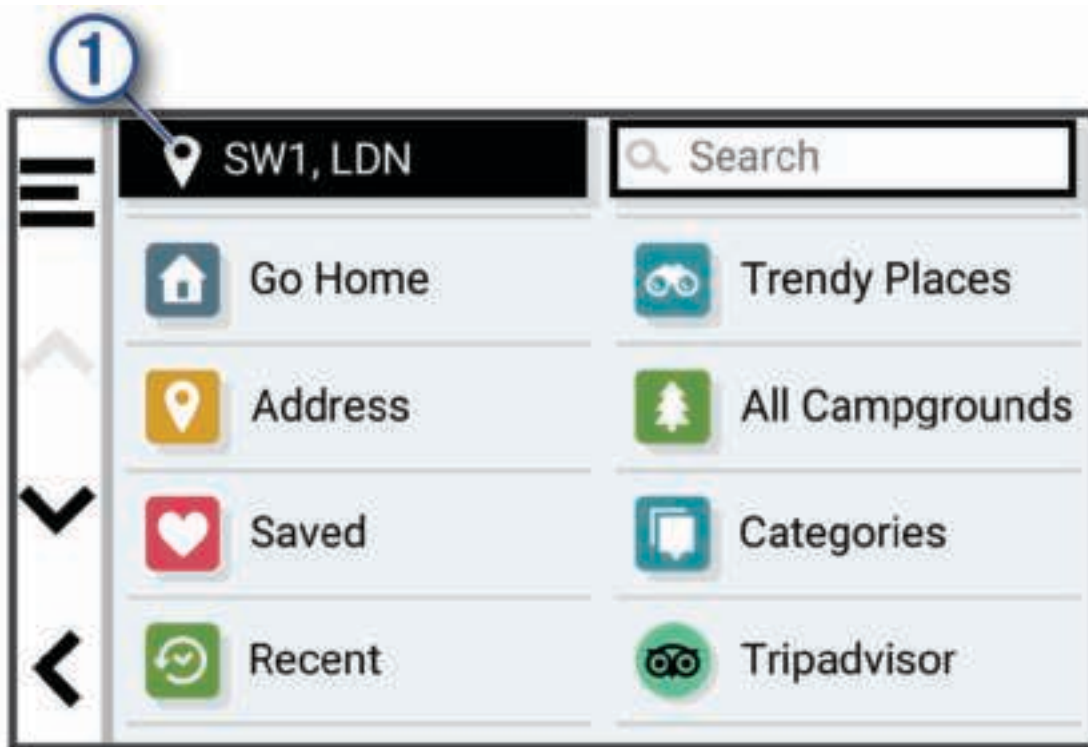 1
SW1, LDN
Search
Go Home
Trendy Places
Address
All Campgrounds
Saved
Categories
Recent
Tripadvisor